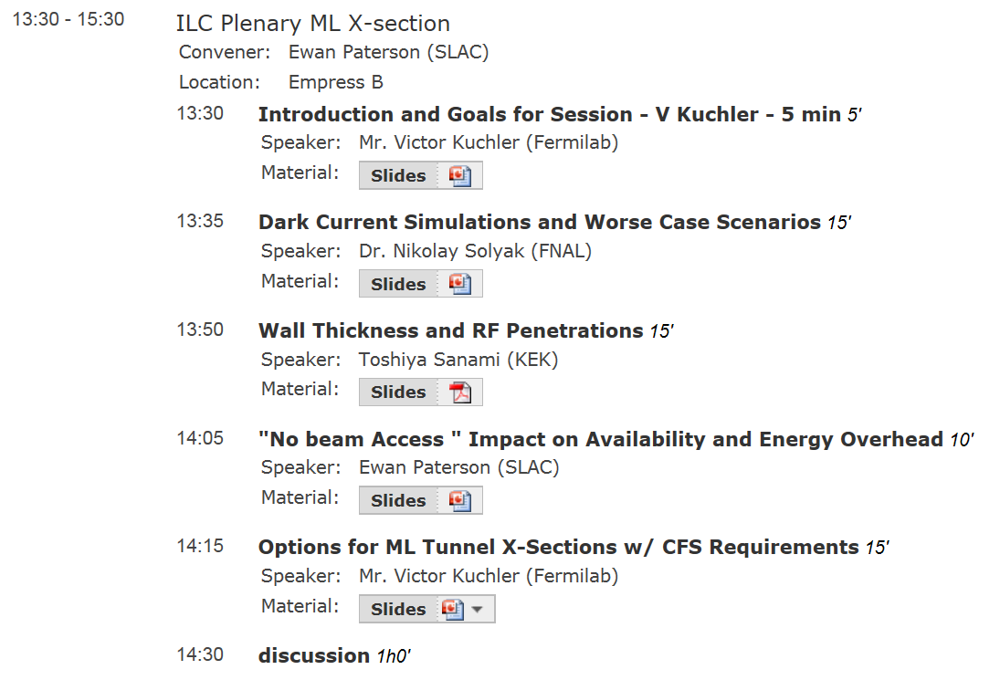 13:30 - 15:30 ILC Plenary ML X-section
Convener: Ewan Paterson (SLAC)
Location: Empress B
13:30 Introduction and Goals for Session - V Kuchler - 5 min 5'
Speaker: Mr. Victor Kuchler (Fermilab)
Material: Slides
13:35 Dark Current Simulations and Worse Case Scenarios 15'
Speaker: Dr. Nikolay Solyak (FNAL)
Material: Slides
13:50 Wall Thickness and RF Penetrations 15'
Speaker: Toshiya Sanami (KEK)
Material: Slides
14:05 "No beam Access " Impact on Availability and Energy Overhead 10'
Speaker: Ewan Paterson (SLAC)
Material: Slides
14:15 Options for ML Tunnel X-Sections w/ CFS Requirements 15'
Speaker: Mr. Victor Kuchler (Fermilab)
Material: Slides
14:30 discussion 1h0'